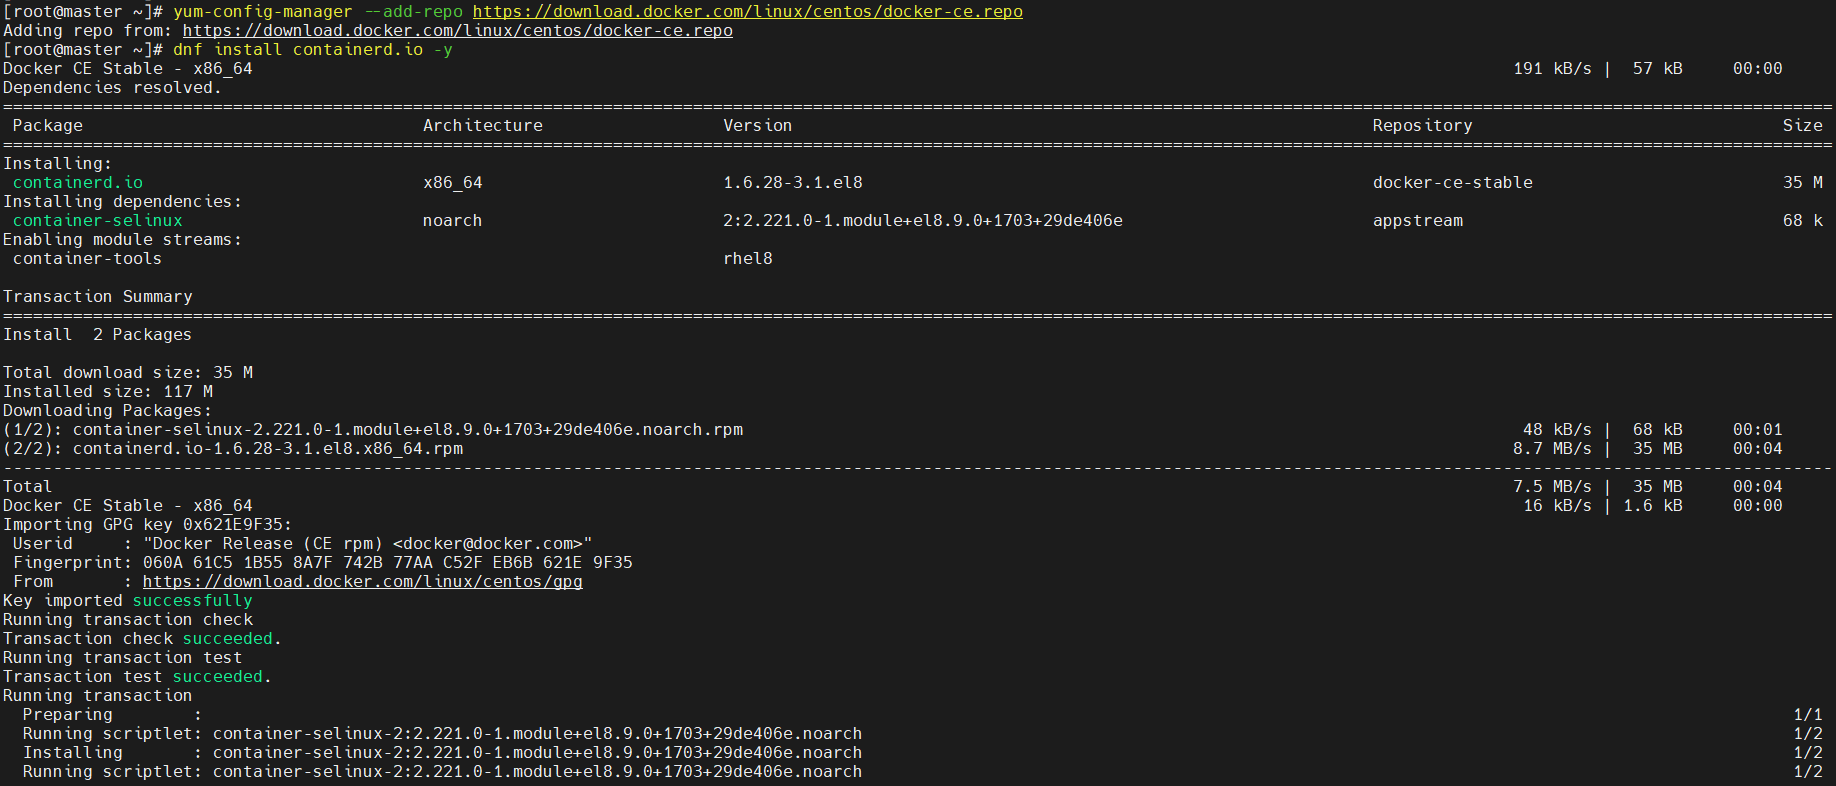 [root@master ~]# yum-config-manager --add-repo https://download.docker.com/linux/centos/docker-ce.repo
Adding repo from: https://download.docker.com/linux/centos/docker-ce.repo
[root@master ~]# dnf install containerd.io -y
Docker CE Stable - x86_64 191 kB/s | 57 kB 00:00
Dependencies resolved.
================================================================================
Package Architecture Version Repository Size
================================================================================
Installing:
containerd.io x86_64 1.6.28-3.1.el8 docker-ce-stable 35 M
Installing dependencies:
container-selinux noarch 2:2.221.0-1.module+el8.9.0+1703+29de406e appstream 68 k
Enabling module streams:
container-tools rhel8
Transaction Summary
================================================================================
Install 2 Packages
Total download size: 35 M
Installed size: 117 M
Downloading Packages:
(1/2): container-selinux-2.221.0-1.module+el8.9.0+1703+29de406e.noarch.rpm 48 kB/s | 68 kB 00:01
(2/2): containerd.io-1.6.28-3.1.el8.x86_64.rpm 8.7 MB/s | 35 MB 00:04
--------------------------------------------------------------------------------
Total 7.5 MB/s | 35 MB 00:04
Docker CE Stable - x86_64 16 kB/s | 1.6 kB 00:00
Importing GPG key 0x621E9F35:
Userid : "Docker Release (CE rpm) <docker@docker.com>"
Fingerprint: 060A 61C5 1B55 8A7F 742B 77AA C52F EB6B 621E 9F35
From : https://download.docker.com/linux/centos/gpg
Key imported successfully
Running transaction check
Transaction check succeeded.
Running transaction test
Transaction test succeeded.
Running transaction
Preparing : 1/1
Running scriptlet: container-selinux-2:2.221.0-1.module+el8.9.0+1703+29de406e.noarch 1/2
Installing : container-selinux-2:2.221.0-1.module+el8.9.0+1703+29de406e.noarch 1/2
Running scriptlet: container-selinux-2:2.221.0-1.module+el8.9.0+1703+29de406e.noarch 1/2